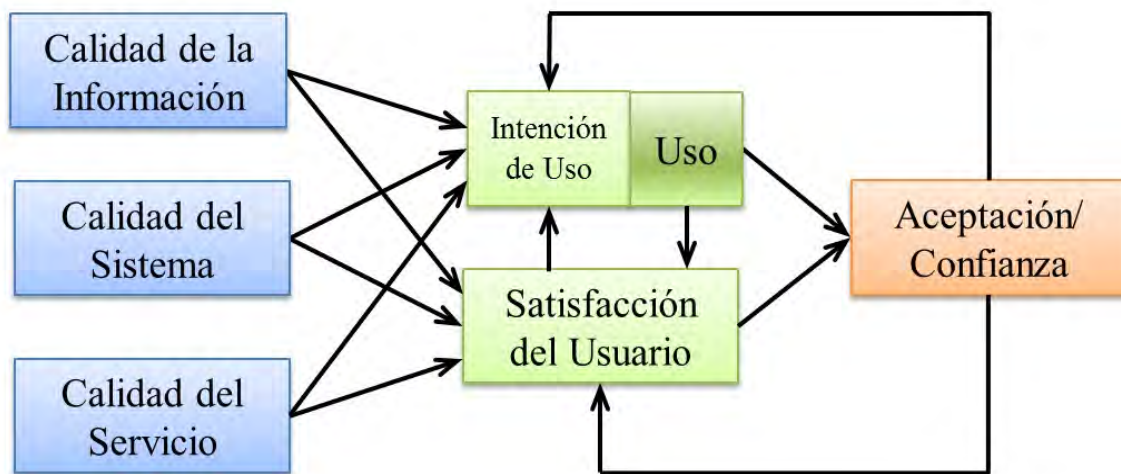 Calidad de la
Información
Calidad del
Sistema
Calidad del
Servicio
Intención
de Uso
Uso
Satisfacción
del Usuario
Aceptación/
Confianza